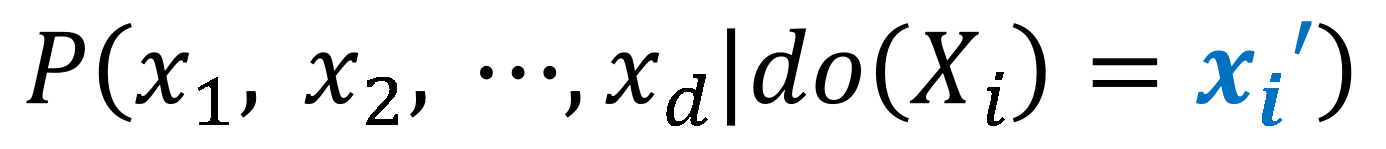 P(x₁, x₂, ⋯, x_d|do(X_i) = x_i′)